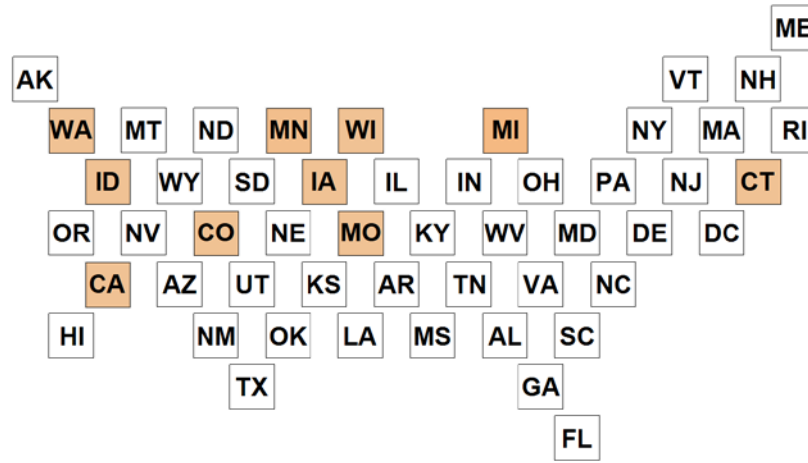 ME
AK VT NH
WA MT ND MN WI MI NY MA RI
ID WY SD IA IL IN OH PA NJ CT
OR NV CO NE MO KY WV MD DE DC
CA AZ UT KS AR TN VA NC
HI NM OK LA MS AL SC
TX GA
FL